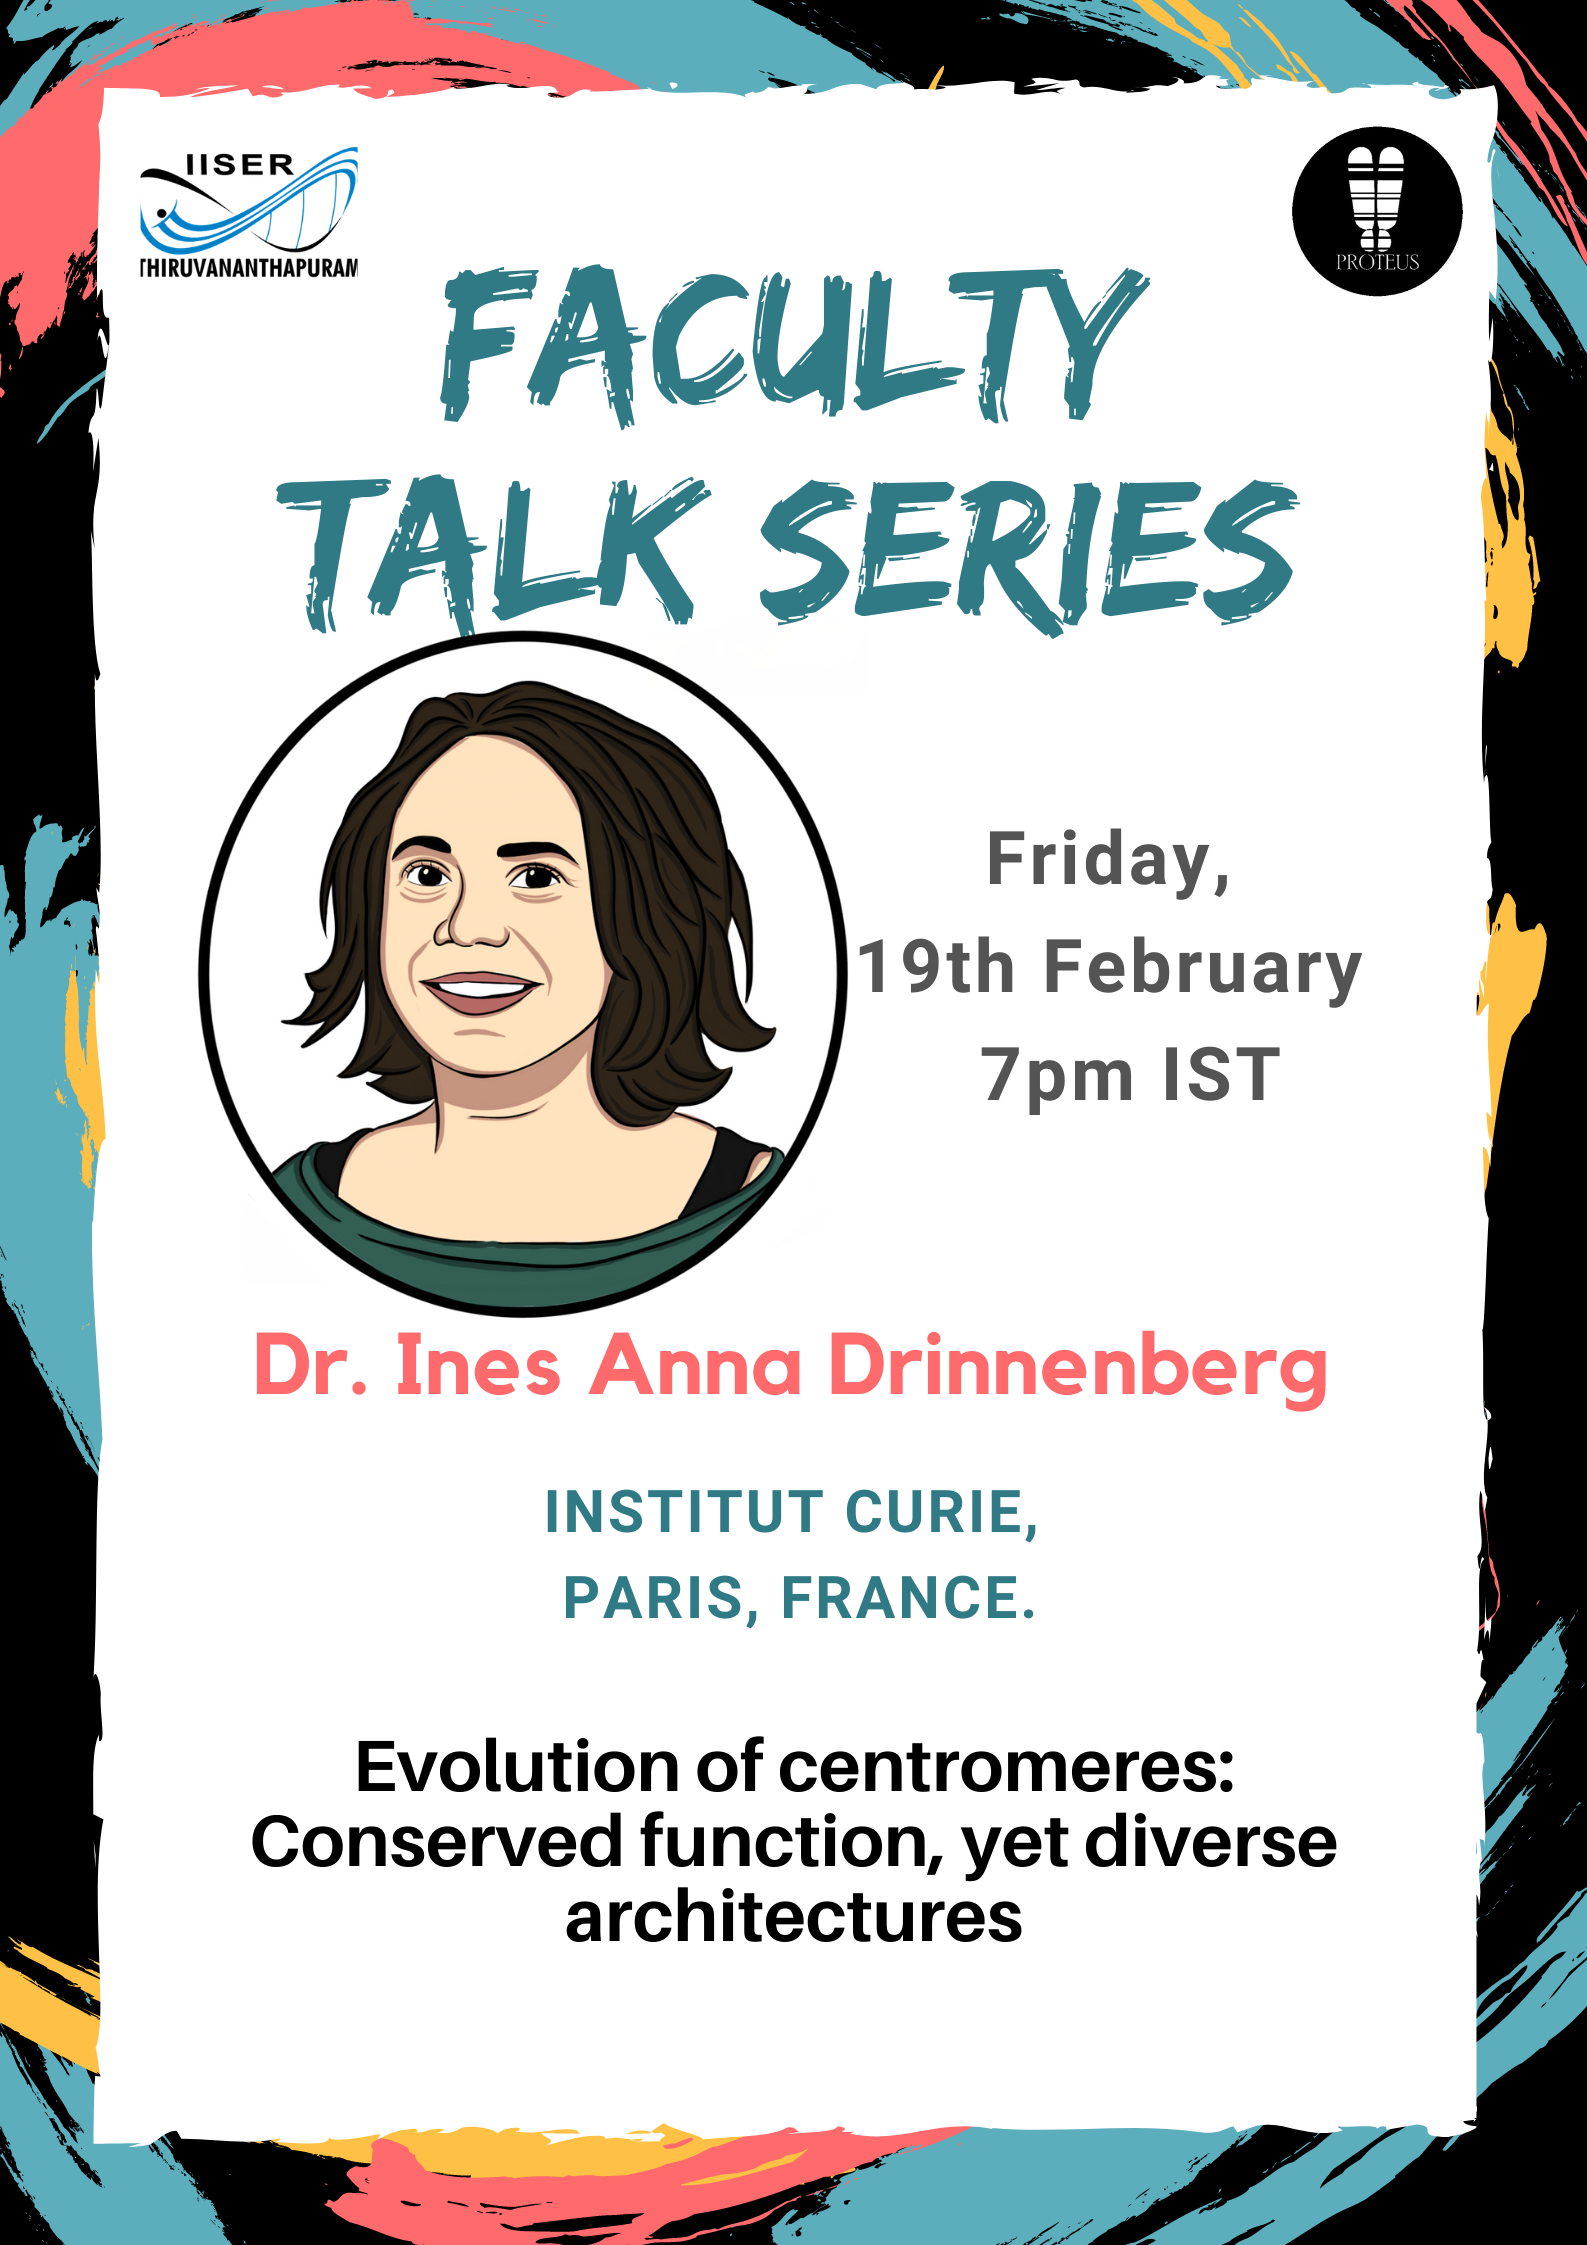 IISER
THIRUVANANTHAPURAM
PROTEUS
FACULTY
TALK SERIES
Friday,
19th February
7pm IST
Dr. Ines Anna Drinnenberg
INSTITUT CURIE,
PARIS, FRANCE.
Evolution of centromeres:
Conserved function, yet diverse
architectures